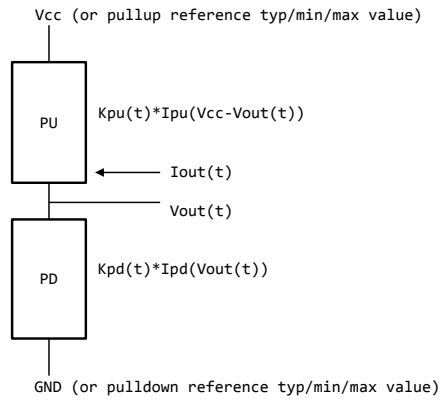 Vcc (or pullup reference typ/min/max value)
PU
Kpu(t)*Ipu(Vcc-Vout(t))
Iout(t)
Vout(t)
PD
Kpd(t)*Ipd(Vout(t))
GND (or pulldown reference typ/min/max value)